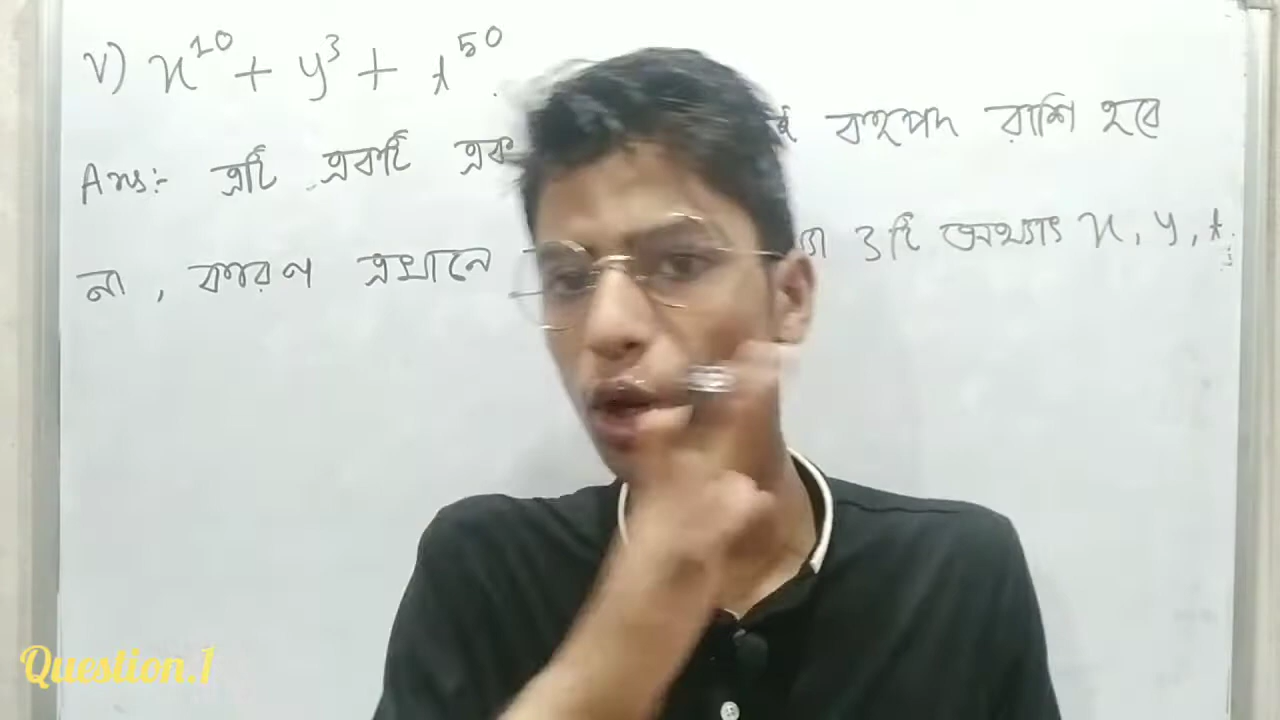 v) x¹⁰ + y³ + t⁵⁰.
Ans:- এটি একটি এক বহুপদ রাশি হবে
না, কারণ এখানে 3টি অর্থাৎ x, y, t.
Question.1